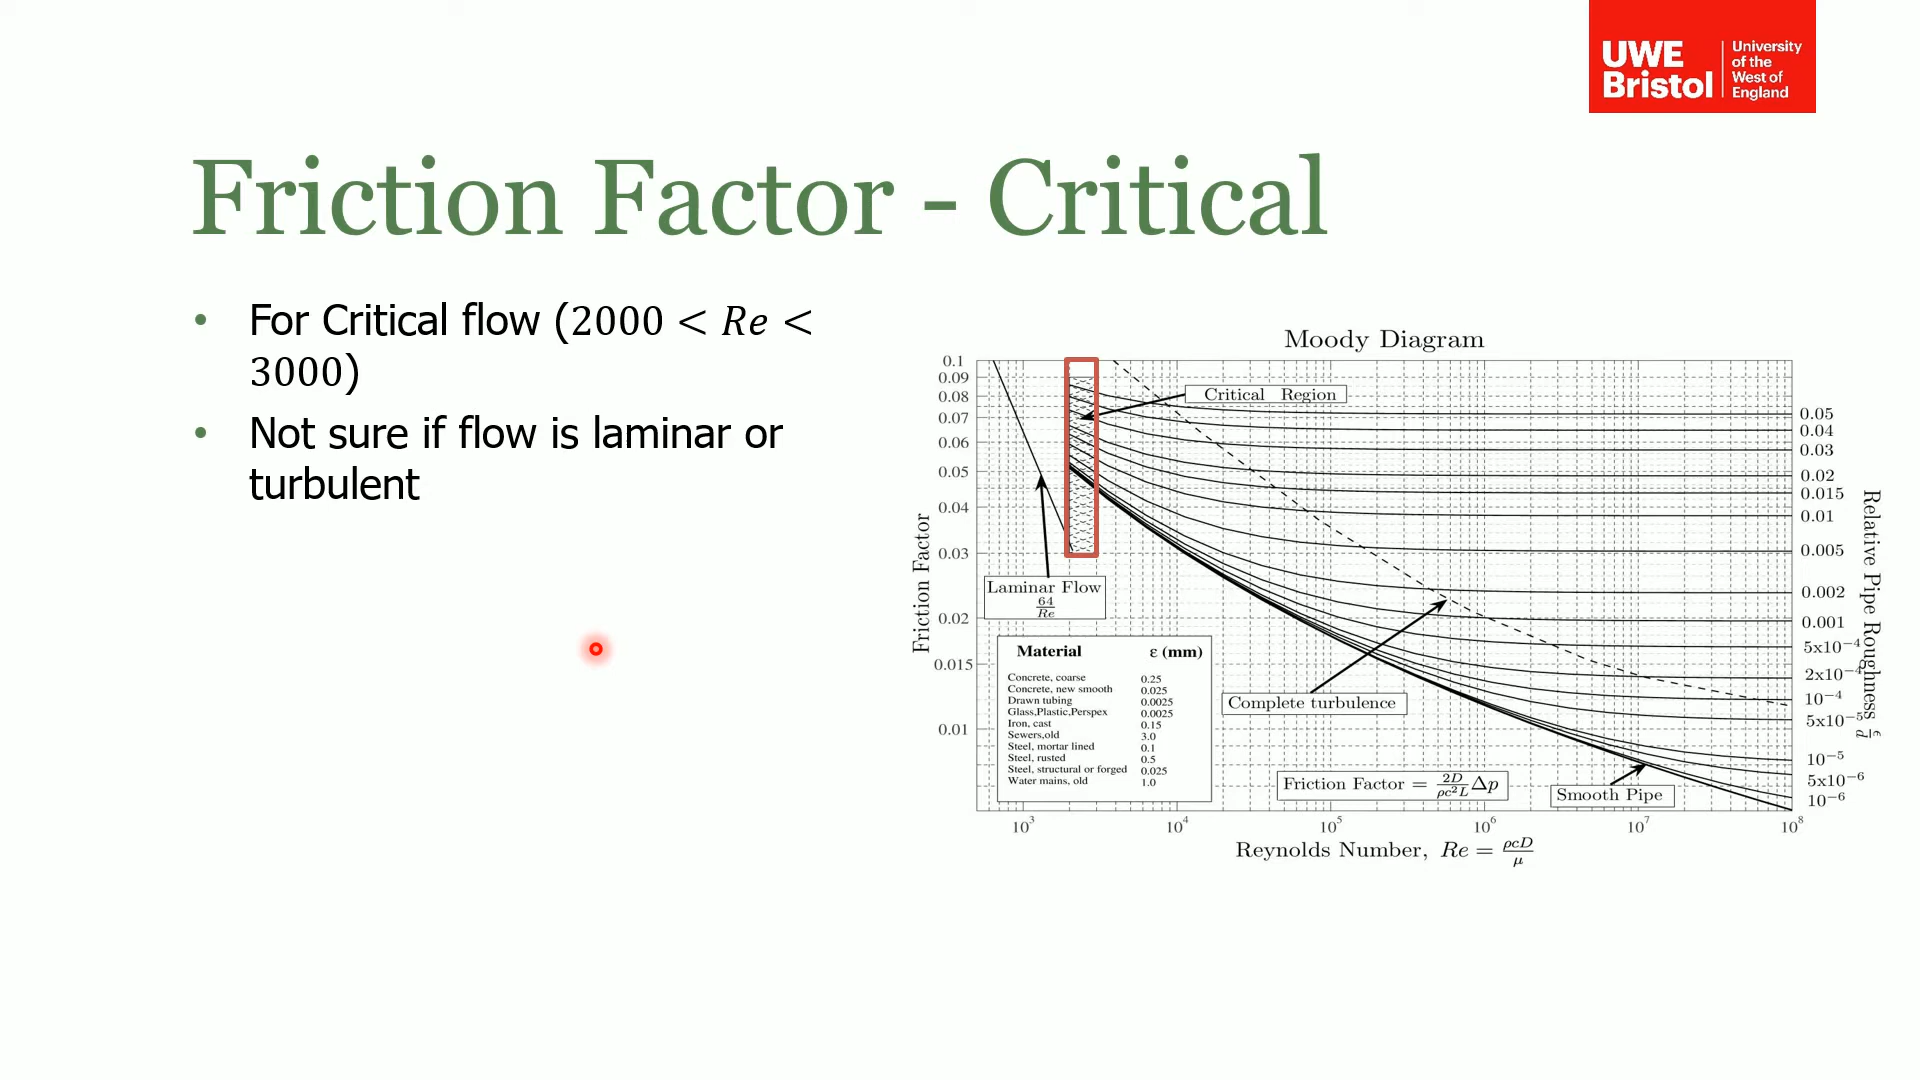 UWE
Bristol
University
of the
West of
England
Friction Factor - Critical
• For Critical flow (2000 < Re <
3000)
• Not sure if flow is laminar or
turbulent
Moody Diagram
0.1
0.09
0.08
0.07
0.06
0.05
0.04
0.03
0.02
0.015
0.01
Friction Factor
Critical Region
Laminar Flow
64/Re
Material ε (mm)
Concrete, coarse 0.25
Concrete, new smooth 0.025
Drawn tubing 0.0025
Glass,Plastic,Perspex 0.0025
Iron, cast 0.15
Sewers,old 3.0
Steel, mortar lined 0.1
Steel, rusted 0.5
Steel, structural or forged 0.025
Water mains, old 1.0
Complete turbulence
Friction Factor = 2D/ρc²L Δp
Smooth Pipe
0.05
0.04
0.03
0.02
0.015
0.01
0.005
0.002
0.001
5x10⁻⁴
2x10⁻⁴
10⁻⁴
5x10⁻⁵
10⁻⁵
5x10⁻⁶
10⁻⁶
Relative Pipe Roughness ϵ/d
10³ 10⁴ 10⁵ 10⁶ 10⁷ 10⁸
Reynolds Number, Re = ρcD/μ